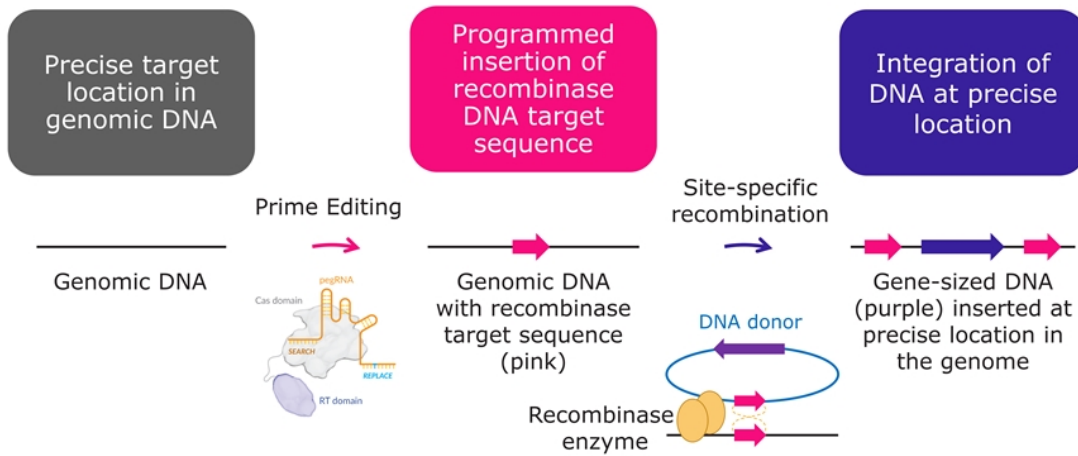 Precise target
location in
genomic DNA
Programmed
insertion of
recombinase
DNA target
sequence
Integration of
DNA at precise
location
Prime Editing
Site-specific
recombination
Genomic DNA
pegRNA
Cas domain
SEARCH
REPLACE
RT domain
Genomic DNA
with recombinase
target sequence
(pink)
DNA donor
Recombinase
enzyme
Gene-sized DNA
(purple) inserted at
precise location in
the genome